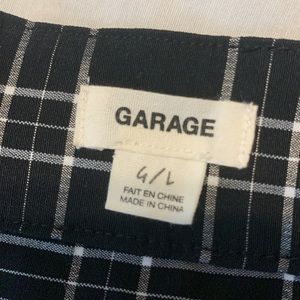 GARAGE
G/L
FAIT EN CHINE
MADE IN CHINA